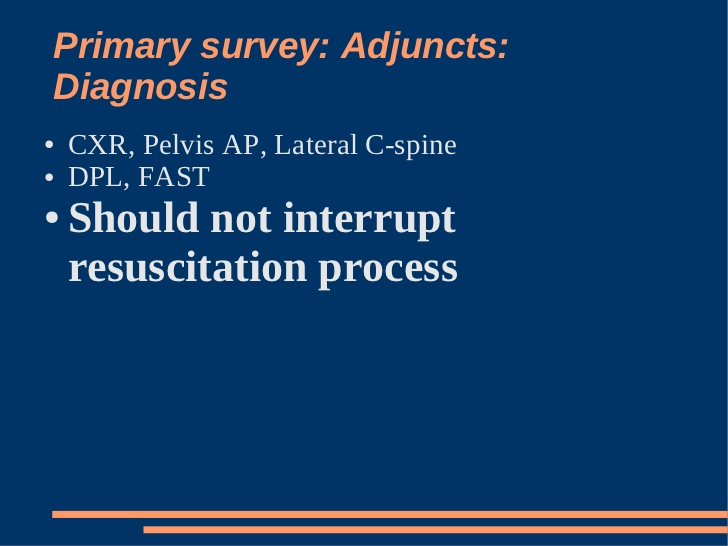 Primary survey: Adjuncts:
Diagnosis
• CXR, Pelvis AP, Lateral C-spine
• DPL, FAST
• Should not interrupt
resuscitation process